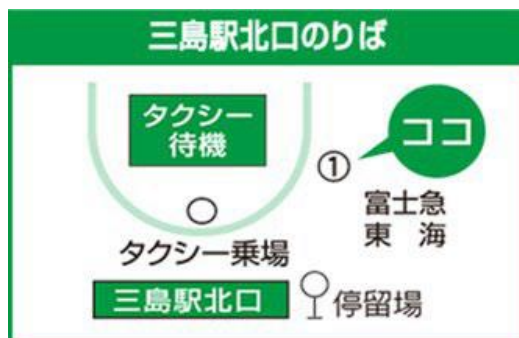 三島駅北口のりば
タクシー
待機
ココ
①
富士急
東 海
タクシー乗場
三島駅北口
停留場